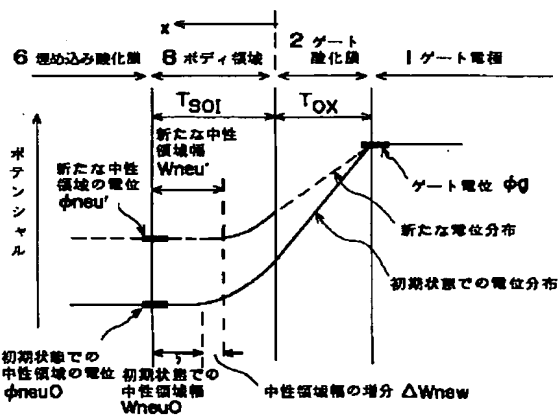 x
6 埋め込み酸化膜
8 ボディ領域
2 ゲート
酸化膜
1 ゲート電極
TSOI
TOX
ポテンシャル
新たな中性
領域の電位
φneu'
新たな中性
領域幅
Wneu'
ゲート電位 φg
新たな電位分布
初期状態での電位分布
初期状態での
中性領域の電位
φneu0
初期状態での
中性領域幅
Wneu0
中性領域幅の増分 ΔWnew